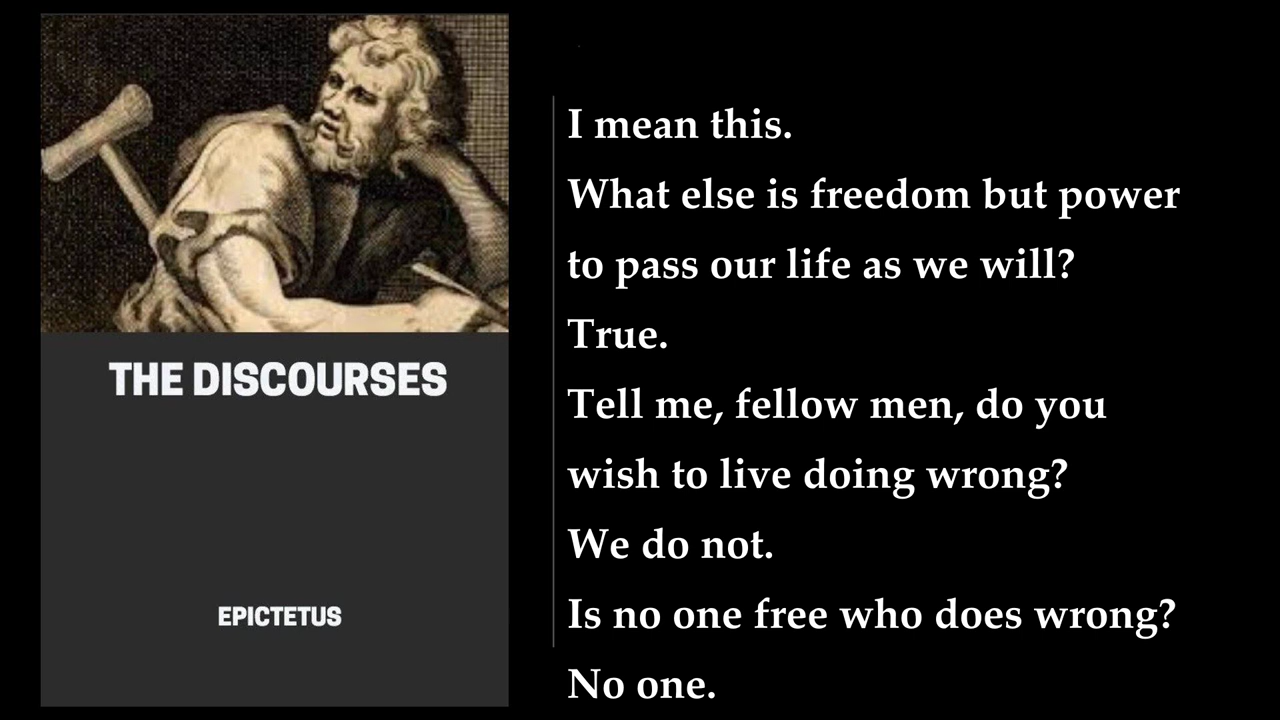 THE DISCOURSES
EPICTETUS
I mean this.
What else is freedom but power
to pass our life as we will?
True.
Tell me, fellow men, do you
wish to live doing wrong?
We do not.
Is no one free who does wrong?
No one.